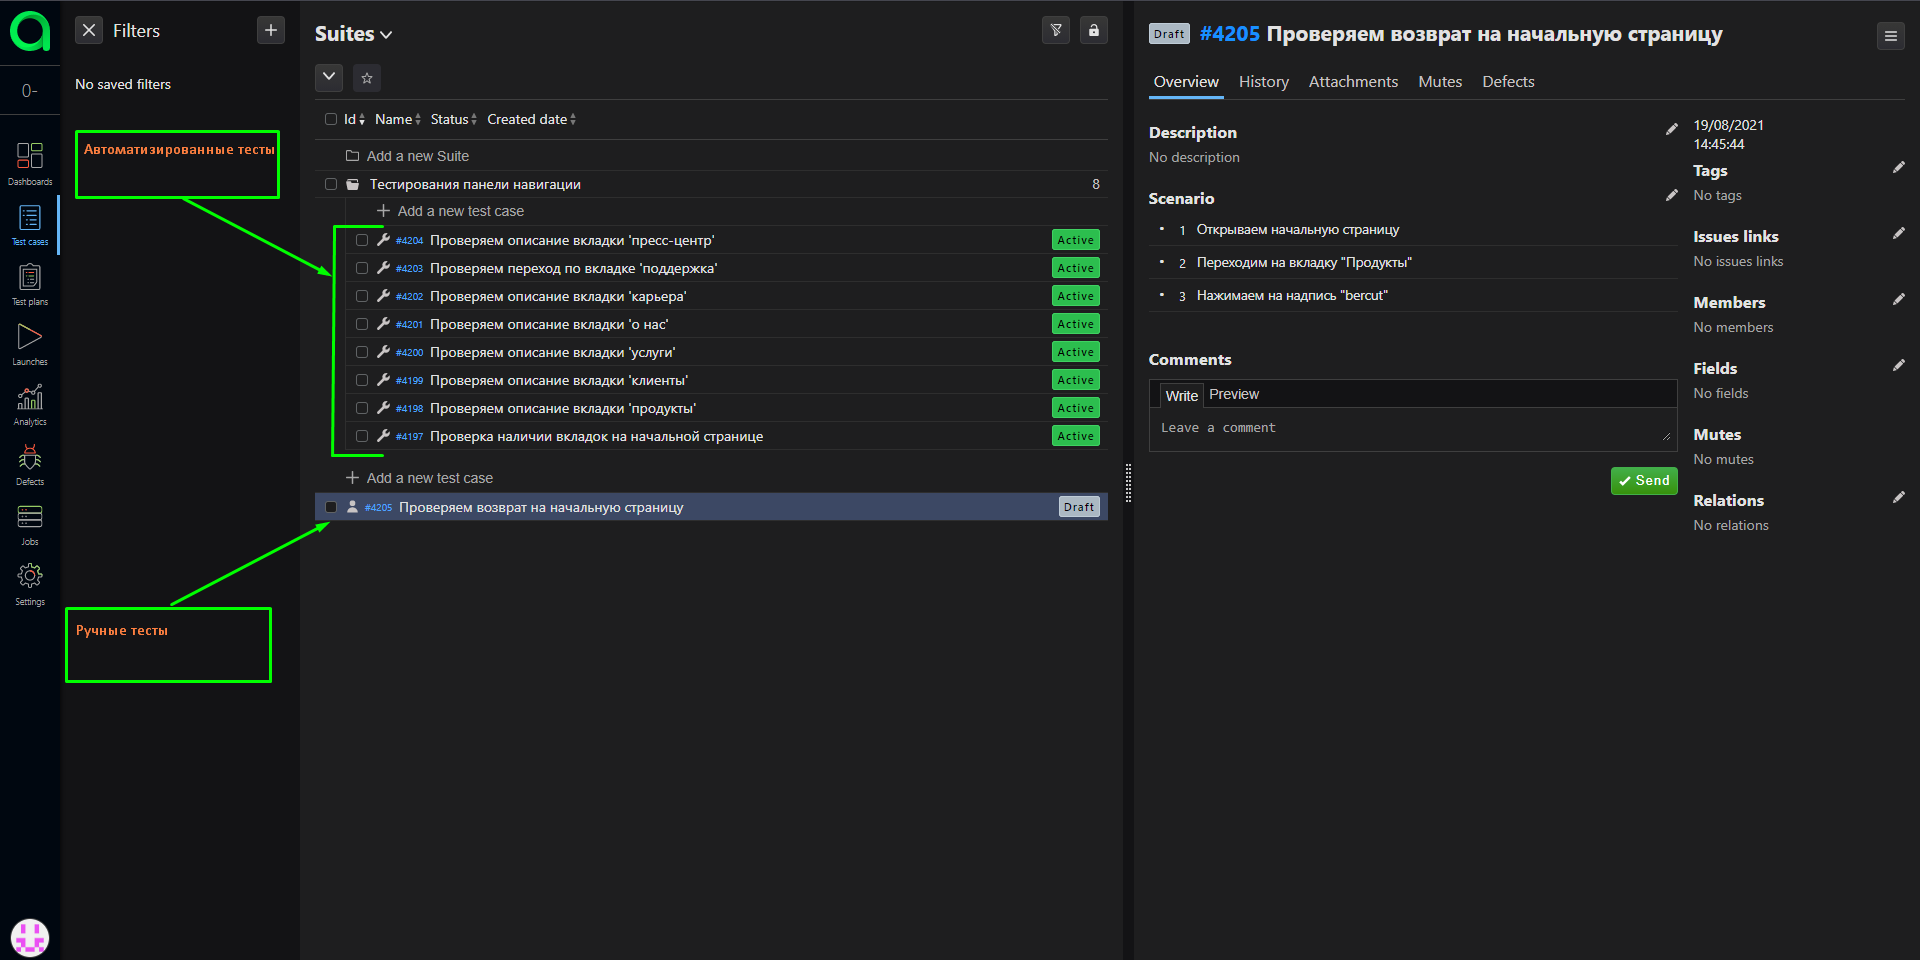 0-
Dashboards
Test cases
Test plans
Launches
Analytics
Defects
Jobs
Settings
Filters
No saved filters
Автоматизированные тесты
Ручные тесты
Suites
Id Name Status Created date
Add a new Suite
Тестирования панели навигации 8
Add a new test case
#4204 Проверяем описание вкладки 'пресс-центр' Active
#4203 Проверяем переход по вкладке 'поддержка' Active
#4202 Проверяем описание вкладки 'карьера' Active
#4201 Проверяем описание вкладки 'о нас' Active
#4200 Проверяем описание вкладки 'услуги' Active
#4199 Проверяем описание вкладки 'клиенты' Active
#4198 Проверяем описание вкладки 'продукты' Active
#4197 Проверка наличии вкладок на начальной странице Active
Add a new test case
#4205 Проверяем возврат на начальную страницу Draft
Draft #4205 Проверяем возврат на начальную страницу
Overview History Attachments Mutes Defects
Description
No description
Scenario
1 Открываем начальную страницу
2 Переходим на вкладку "Продукты"
3 Нажимаем на надпись "bercut"
Comments
Write Preview
Leave a comment
Send
19/08/2021
14:45:44
Tags
No tags
Issues links
No issues links
Members
No members
Fields
No fields
Mutes
No mutes
Relations
No relations